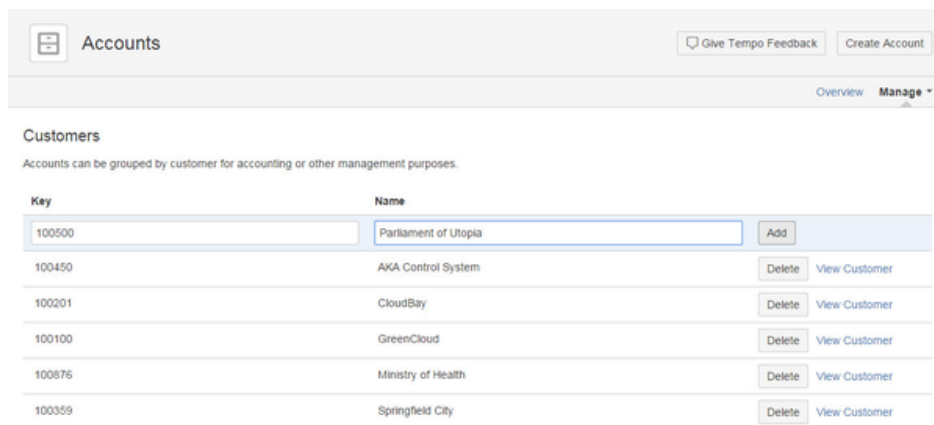 Accounts
Give Tempo Feedback Create Account
Overview Manage
Customers
Accounts can be grouped by customer for accounting or other management purposes.
Key Name
100500 Parliament of Utopia Add
100450 AKA Control System Delete View Customer
100201 CloudBay Delete View Customer
100100 GreenCloud Delete View Customer
100876 Ministry of Health Delete View Customer
100359 Springfield City Delete View Customer